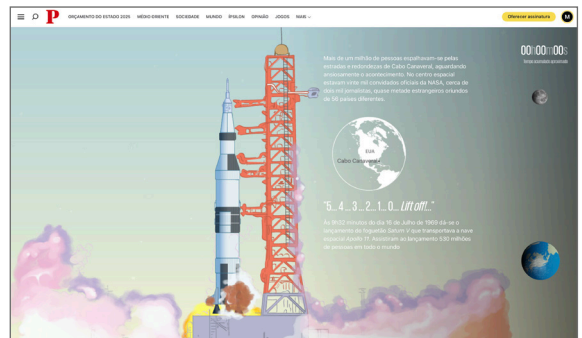 P
ORÇAMENTO DO ESTADO 2025 MÉDIO ORIENTE SOCIEDADE MUNDO ÍPSILON OPINIÃO JOGOS MAIS
Oferecer assinatura
M
Mais de um milhão de pessoas espalhavam-se pelas
estradas e redondezas de Cabo Canaveral, aguardando
ansiosamente o acontecimento. No centro espacial
estavam vinte mil convidados oficiais da NASA, cerca de
dois mil jornalistas, quase metade estrangeiros oriundos
de 56 países diferentes.
00h00m00s
tempo acumulado aproximado
EUA
Cabo Canaveral
"5... 4... 3... 2... 1... 0... Lift off!..."
Às 9h32 minutos do dia 16 de Julho de 1969 dá-se o
lançamento do foguetão Saturn V que transportava a nave
espacial Apollo 11. Assistiram ao lançamento 530 milhões
de pessoas em todo o mundo.